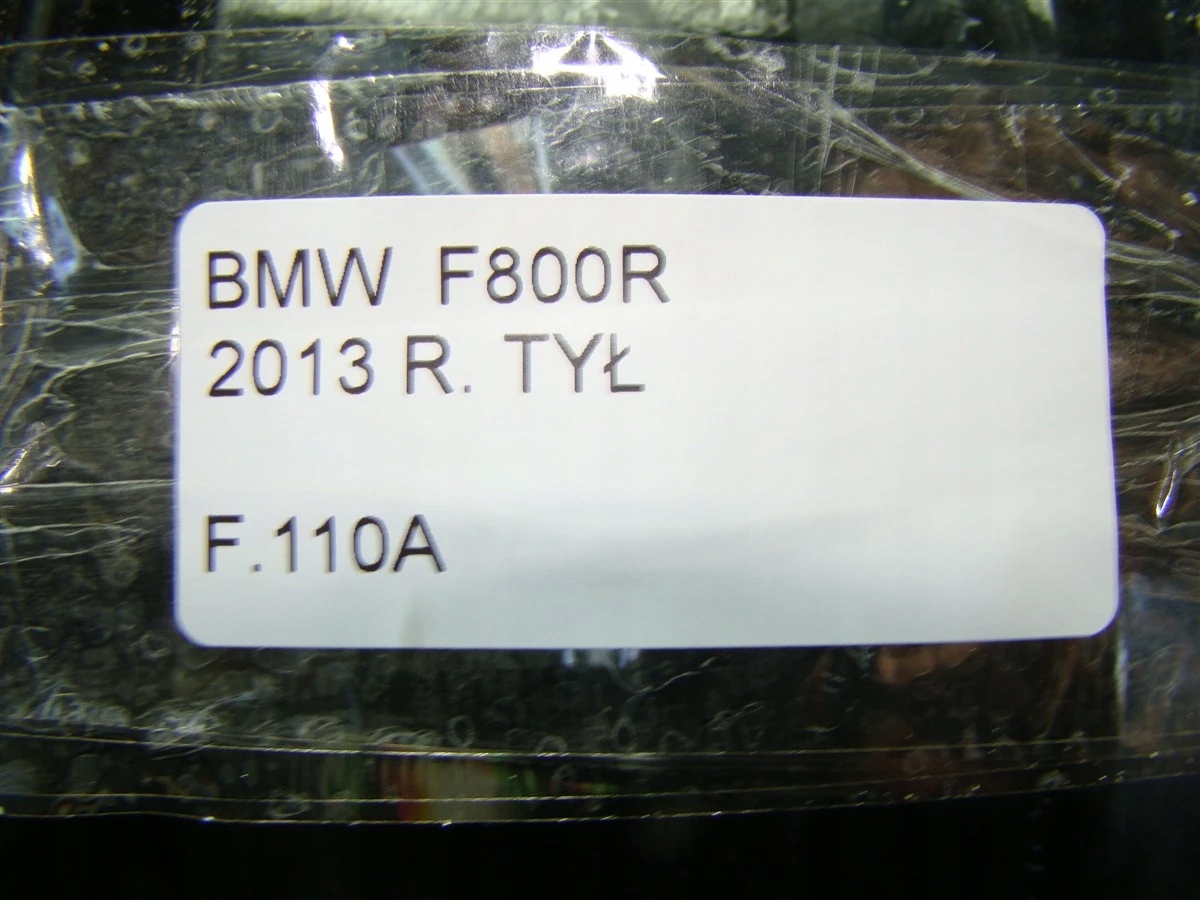 BMW F800R
2013 R. TYŁ
F.110A